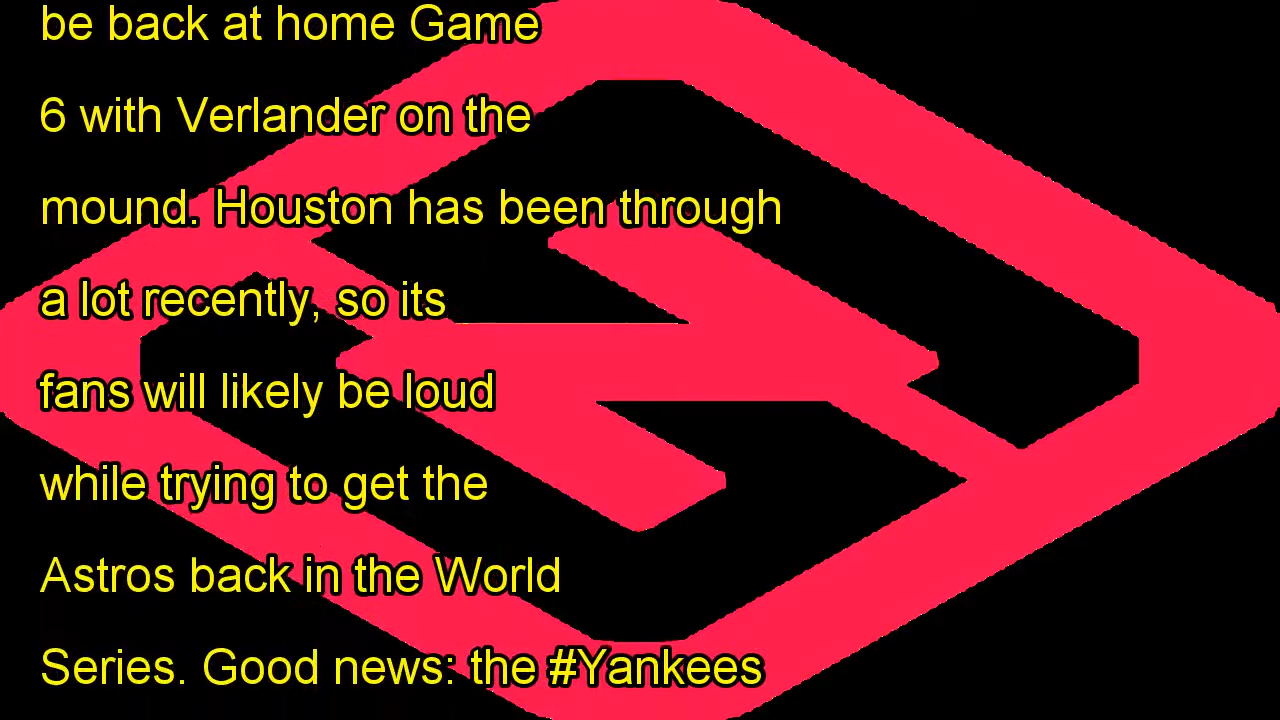 be back at home Game
6 with Verlander on the
mound. Houston has been through
a lot recently, so its
fans will likely be loud
while trying to get the
Astros back in the World
Series. Good news: the #Yankees